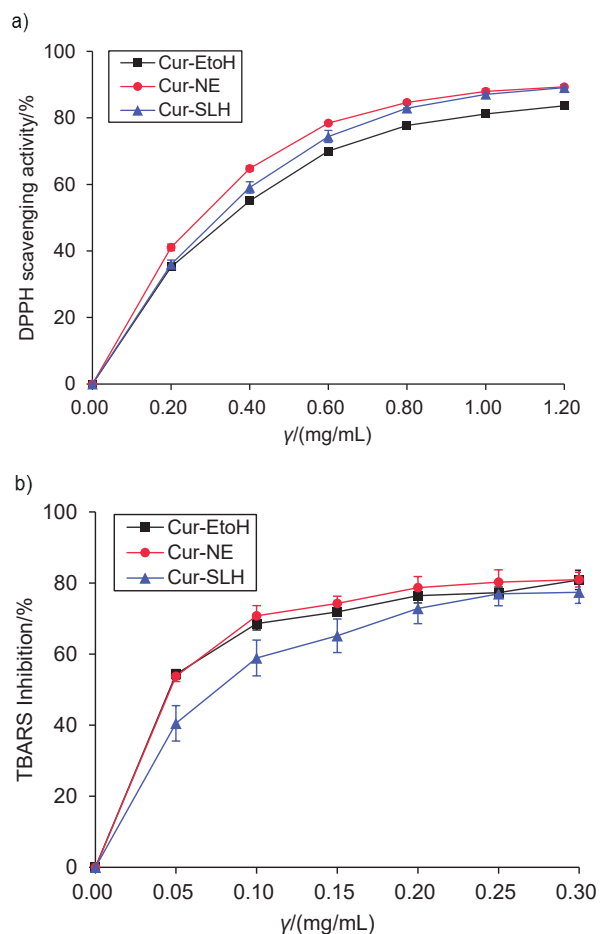 a)
100
80
60
40
20
0
DPPH scavenging activity/%
Cur-EtoH
Cur-NE
Cur-SLH
0.00 0.20 0.40 0.60 0.80 1.00 1.20
γ/(mg/mL)
b)
100
80
60
40
20
0
TBARS Inhibition/%
Cur-EtoH
Cur-NE
Cur-SLH
0.00 0.05 0.10 0.15 0.20 0.25 0.30
γ/(mg/mL)